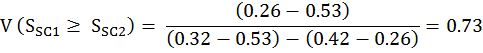 V (S_SC1 ≥ S_SC2) = (0.26 − 0.53) / ((0.32 − 0.53) − (0.42 − 0.26)) = 0.73